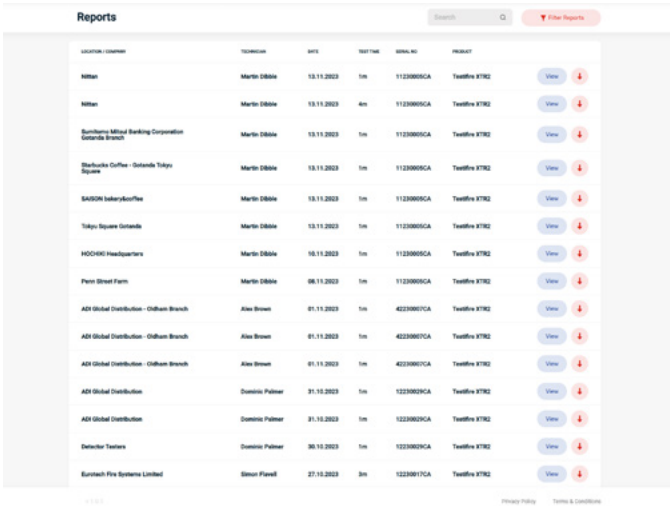 Reports
Search
Filter Reports
LOCATION / COMPANY TECHNICIAN DATE TEST TIME SERIAL NO PRODUCT
Nittan Martin Dibble 13.11.2023 1m 11230005CA Testifire XTR2 View
Nittan Martin Dibble 13.11.2023 4m 11230005CA Testifire XTR2 View
Sumitomo Mitsui Banking Corporation
Gotanda Branch Martin Dibble 13.11.2023 1m 11230005CA Testifire XTR2 View
Starbucks Coffee - Gotanda Tokyu
Square Martin Dibble 13.11.2023 1m 11230005CA Testifire XTR2 View
SAISON bakery&coffee Martin Dibble 13.11.2023 1m 11230005CA Testifire XTR2 View
Tokyu Square Gotanda Martin Dibble 13.11.2023 1m 11230005CA Testifire XTR2 View
HOCHIKI Headquarters Martin Dibble 10.11.2023 1m 11230005CA Testifire XTR2 View
Penn Street Farm Martin Dibble 08.11.2023 1m 11230005CA Testifire XTR2 View
ADI Global Distribution - Oldham Branch Alex Brown 01.11.2023 1m 42230807CA Testifire XTR2 View
ADI Global Distribution - Oldham Branch Alex Brown 01.11.2023 1m 42230807CA Testifire XTR2 View
ADI Global Distribution - Oldham Branch Alex Brown 01.11.2023 1m 42230807CA Testifire XTR2 View
ADI Global Distribution Dominic Palmer 31.10.2023 1m 12230029CA Testifire XTR2 View
ADI Global Distribution Dominic Palmer 31.10.2023 1m 12230029CA Testifire XTR2 View
Detector Testers Dominic Palmer 30.10.2023 1m 12230029CA Testifire XTR2 View
Eurotech Fire Systems Limited Simon Flavell 27.10.2023 3m 12230017CA Testifire XTR2 View
Privacy Policy Terms & Conditions